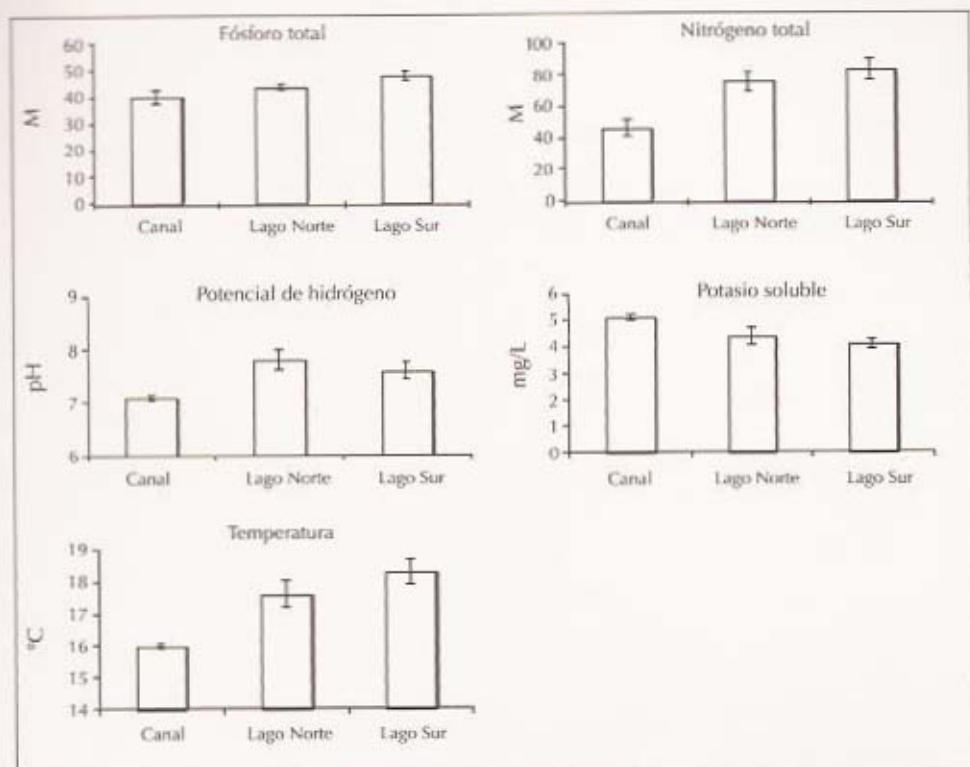 Fósforo total
60
50
40
30
20
10
0
M
Canal
Lago Norte
Lago Sur
Nitrógeno total
100
80
60
40
20
0
M
Canal
Lago Norte
Lago Sur
Potencial de hidrógeno
9
8
7
6
pH
Canal
Lago Norte
Lago Sur
Potasio soluble
6
5
4
3
2
1
0
mg/L
Canal
Lago Norte
Lago Sur
Temperatura
19
18
17
16
15
14
ºC
Canal
Lago Norte
Lago Sur